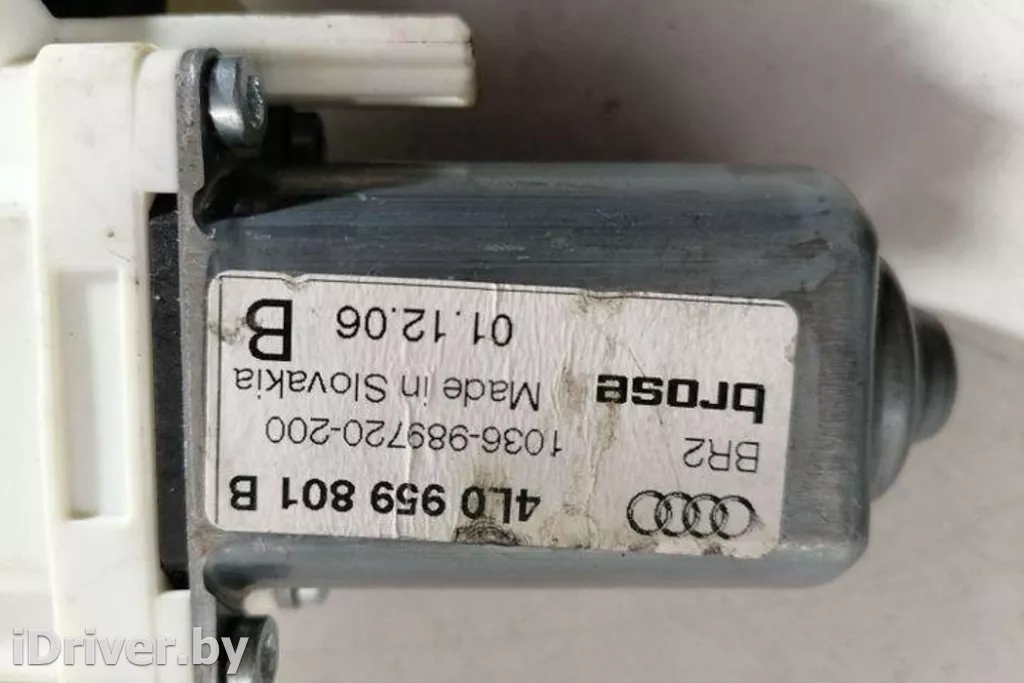 4L0 959 801 B
BR2
1036-989720-200
brose
Made in Slovakia
01.12.06
B
iDriver.by